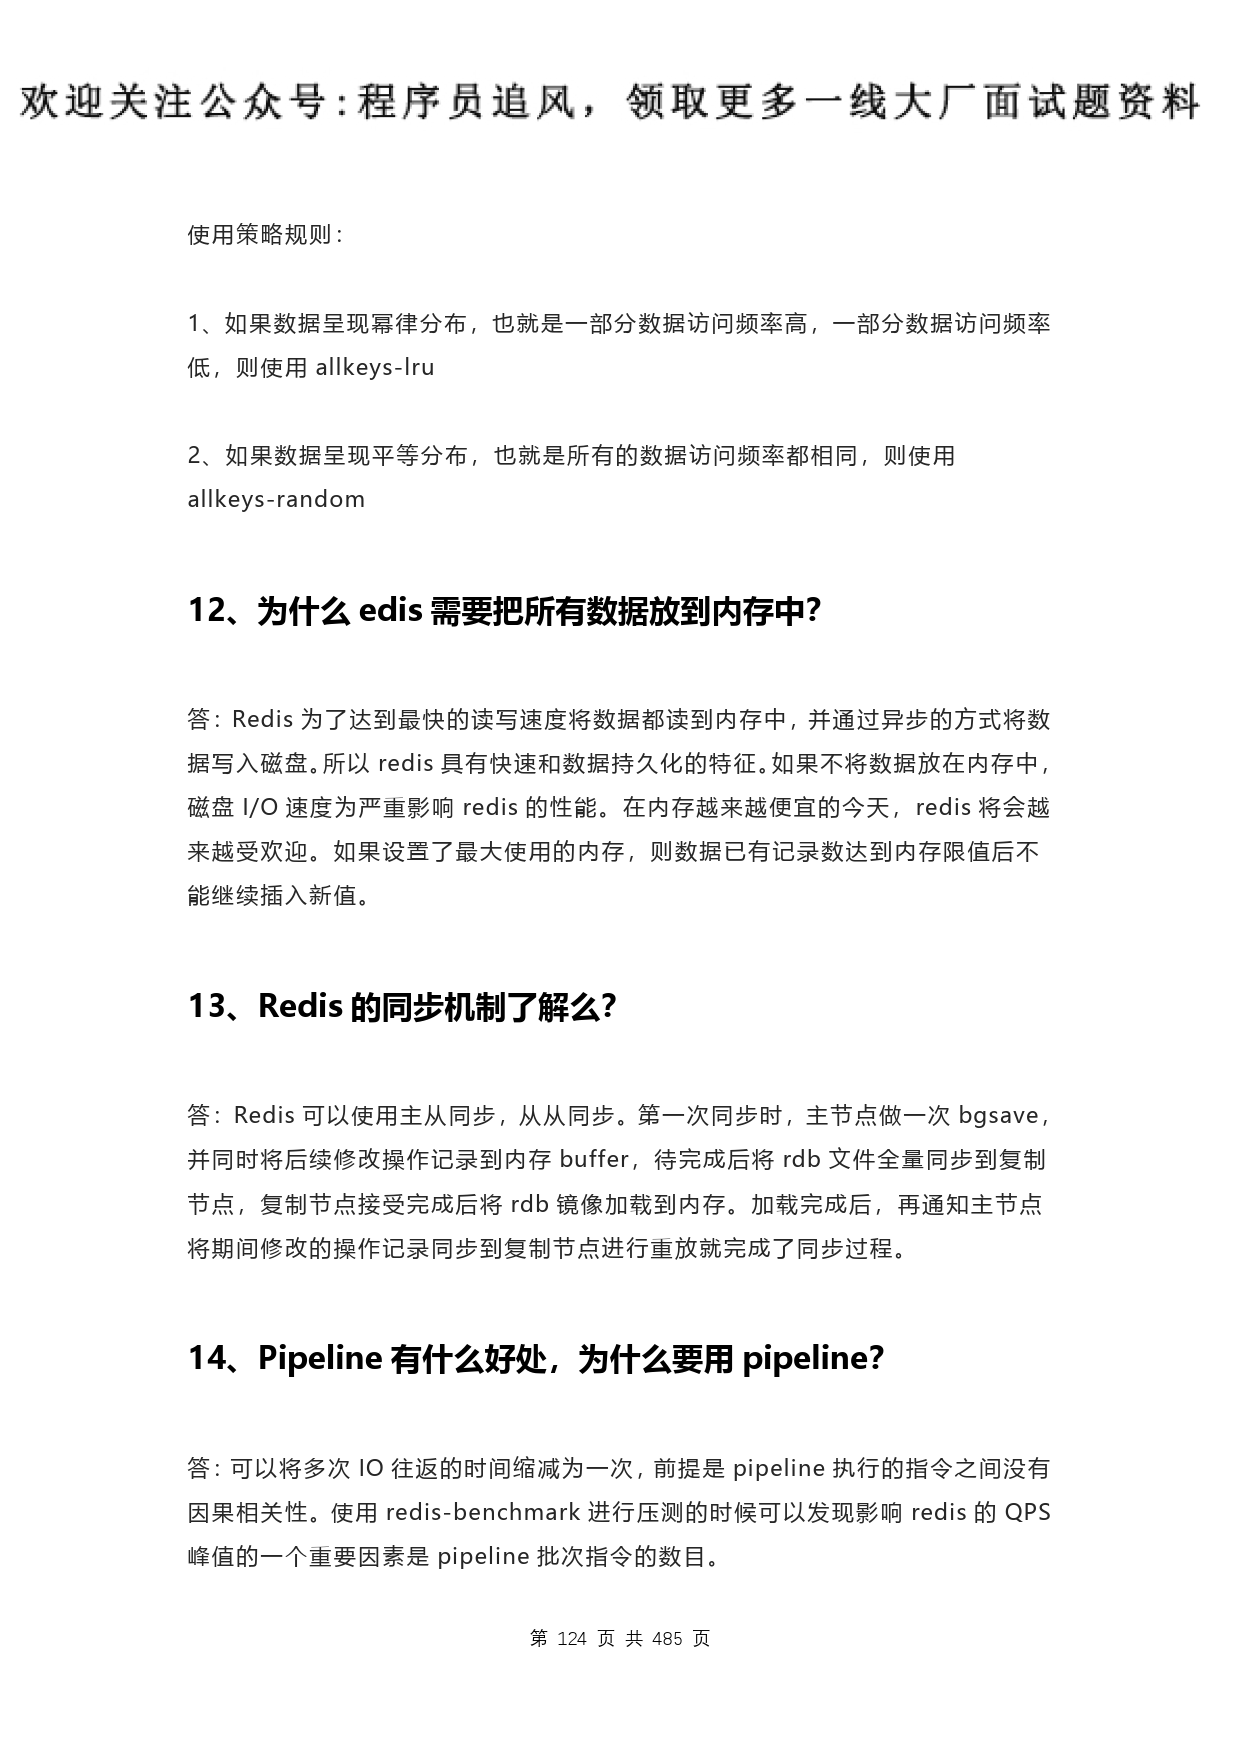 欢迎关注公众号:程序员追风，领取更多一线大厂面试题资料
使用策略规则：
1、如果数据呈现幂律分布，也就是一部分数据访问频率高，一部分数据访问频率
低，则使用 allkeys-lru
2、如果数据呈现平等分布，也就是所有的数据访问频率都相同，则使用
allkeys-random
12、为什么 edis 需要把所有数据放到内存中？
答：Redis 为了达到最快的读写速度将数据都读到内存中，并通过异步的方式将数
据写入磁盘。所以 redis 具有快速和数据持久化的特征。如果不将数据放在内存中，
磁盘 I/O 速度为严重影响 redis 的性能。在内存越来越便宜的今天，redis 将会越
来越受欢迎。如果设置了最大使用的内存，则数据已有记录数达到内存限值后不
能继续插入新值。
13、Redis 的同步机制了解么？
答：Redis 可以使用主从同步，从从同步。第一次同步时，主节点做一次 bgsave，
并同时将后续修改操作记录到内存 buffer，待完成后将 rdb 文件全量同步到复制
节点，复制节点接受完成后将 rdb 镜像加载到内存。加载完成后，再通知主节点
将期间修改的操作记录同步到复制节点进行重放就完成了同步过程。
14、Pipeline 有什么好处，为什么要用 pipeline？
答：可以将多次 IO 往返的时间缩减为一次，前提是 pipeline 执行的指令之间没有
因果相关性。使用 redis-benchmark 进行压测的时候可以发现影响 redis 的 QPS
峰值的一个重要因素是 pipeline 批次指令的数目。
第 124 页 共 485 页